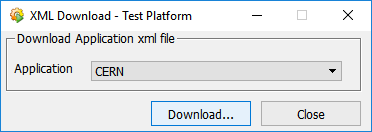 XML Download - Test Platform
Download Application xml file
Application CERN
Download... Close